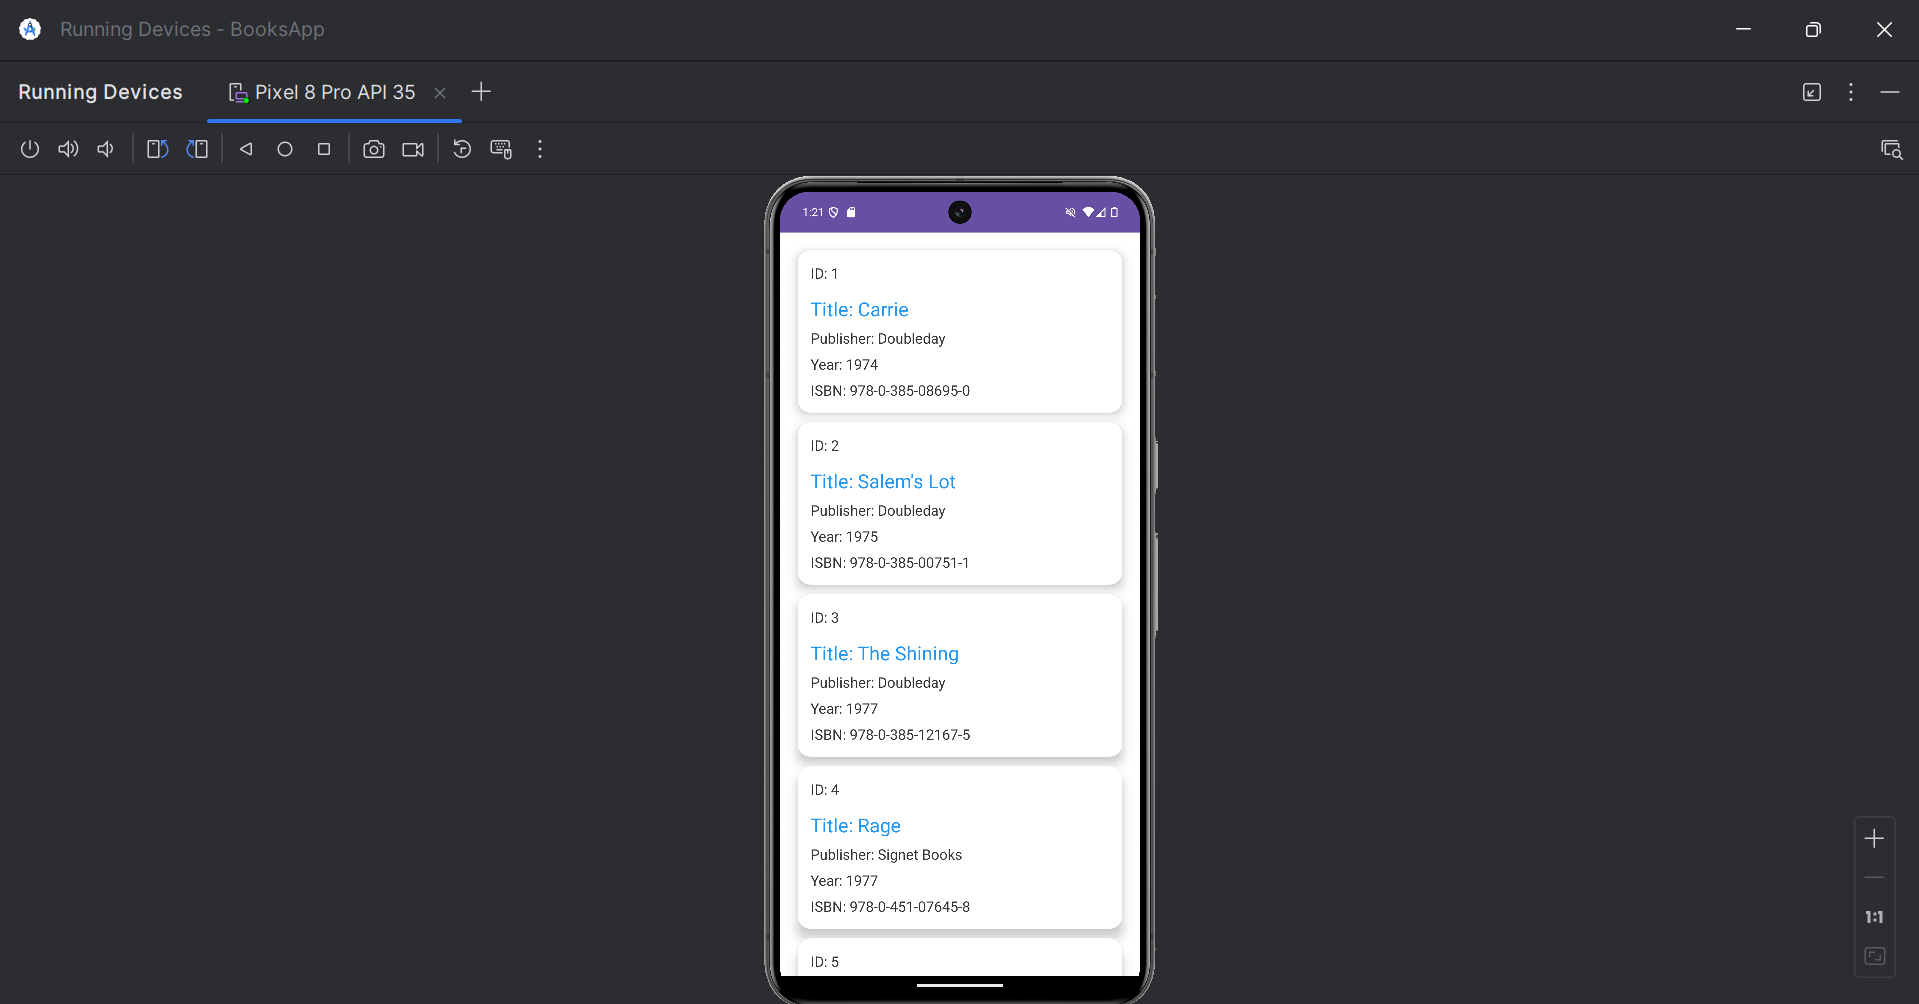 Running Devices - BooksApp
Running Devices
Pixel 8 Pro API 35
1:21
ID: 1
Title: Carrie
Publisher: Doubleday
Year: 1974
ISBN: 978-0-385-08695-0
ID: 2
Title: Salem's Lot
Publisher: Doubleday
Year: 1975
ISBN: 978-0-385-00751-1
ID: 3
Title: The Shining
Publisher: Doubleday
Year: 1977
ISBN: 978-0-385-12167-5
ID: 4
Title: Rage
Publisher: Signet Books
Year: 1977
ISBN: 978-0-451-07645-8
ID: 5
1:1